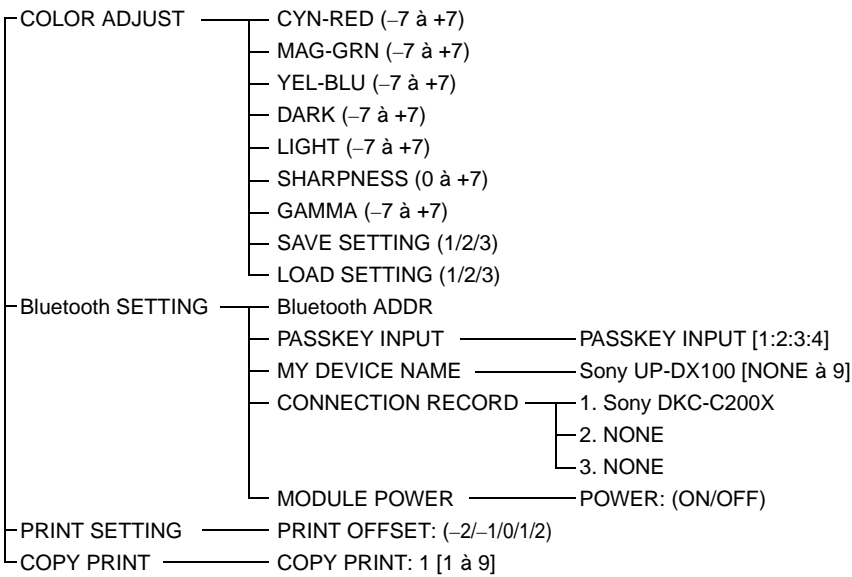 COLOR ADJUST CYN-RED (–7 à +7)
MAG-GRN (–7 à +7)
YEL-BLU (–7 à +7)
DARK (–7 à +7)
LIGHT (–7 à +7)
SHARPNESS (0 à +7)
GAMMA (–7 à +7)
SAVE SETTING (1/2/3)
LOAD SETTING (1/2/3)
Bluetooth SETTING Bluetooth ADDR
PASSKEY INPUT PASSKEY INPUT [1:2:3:4]
MY DEVICE NAME Sony UP-DX100 [NONE à 9]
CONNECTION RECORD 1. Sony DKC-C200X
2. NONE
3. NONE
MODULE POWER POWER: (ON/OFF)
PRINT SETTING PRINT OFFSET: (–2/–1/0/1/2)
COPY PRINT COPY PRINT: 1 [1 à 9]